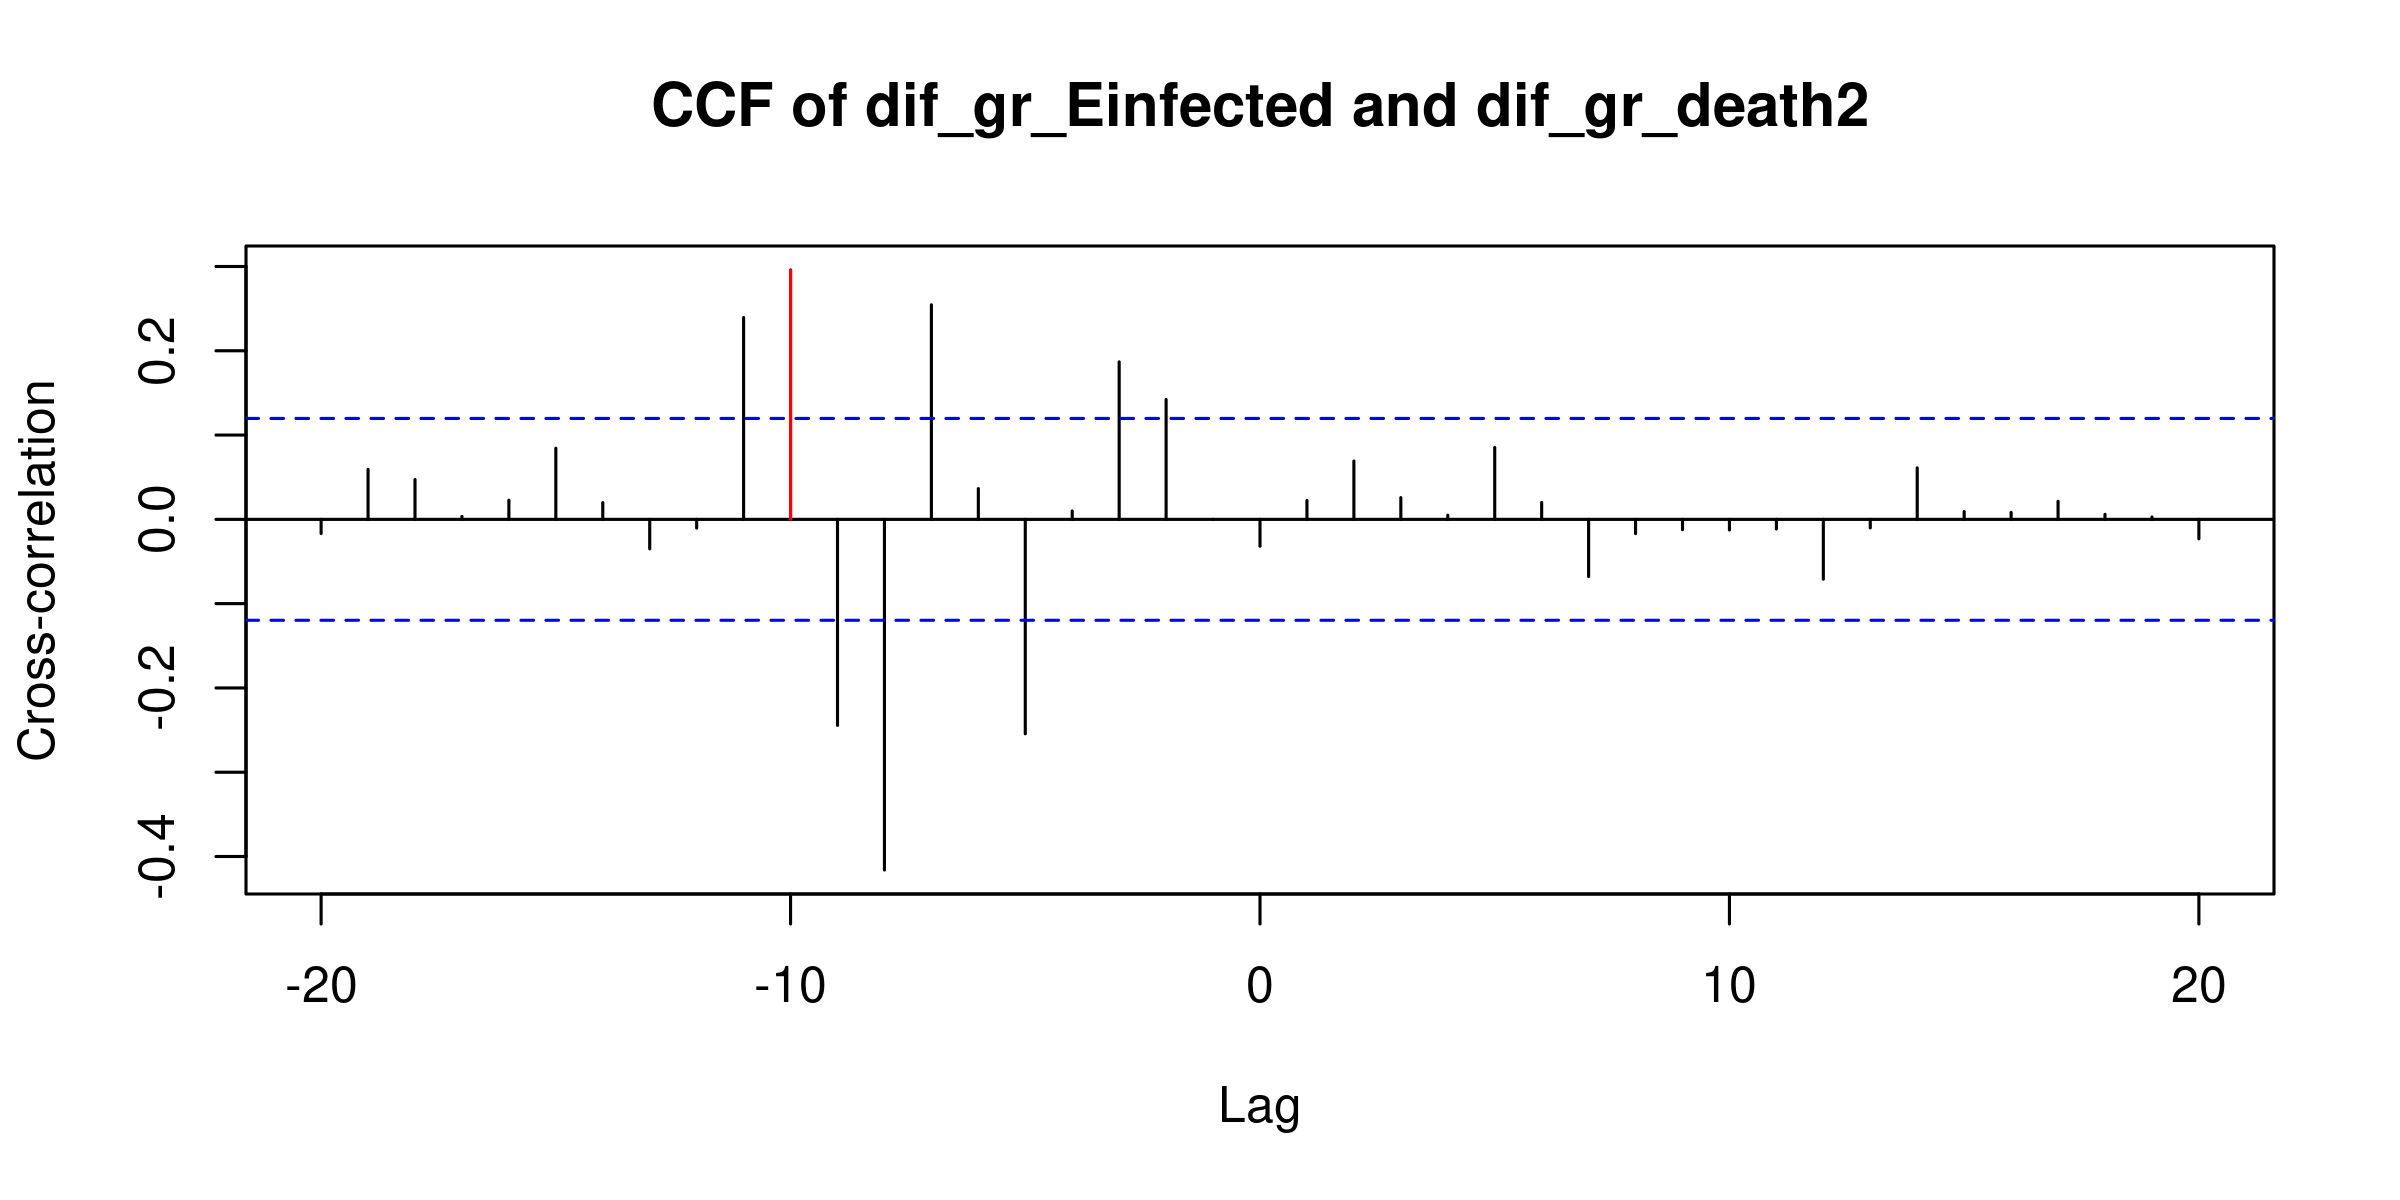 CCF of dif_gr_Einfected and dif_gr_death2
Cross-correlation
0.2
0.0
-0.2
-0.4
-20 -10 0 10 20
Lag